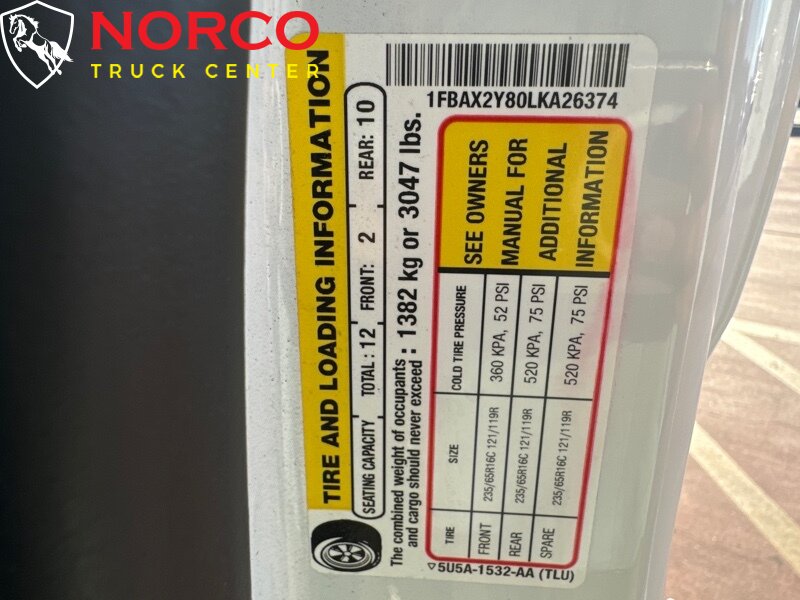 NORCO
TRUCK CENTER
TIRE AND LOADING INFORMATION
SEATING CAPACITY TOTAL: 12 FRONT: 2 REAR: 10
The combined weight of occupants
and cargo should never exceed : 1382 kg or 3047 lbs.
TIRE SIZE COLD TIRE PRESSURE
FRONT 235/65R16C 121/119R 360 KPA, 52 PSI
REAR 235/65R16C 121/119R 520 KPA, 75 PSI
SPARE 235/65R16C 121/119R 520 KPA, 75 PSI
SEE OWNERS
MANUAL FOR
ADDITIONAL
INFORMATION
5U5A-1532-AA (TLU)
1FBAX2Y80LKA26374